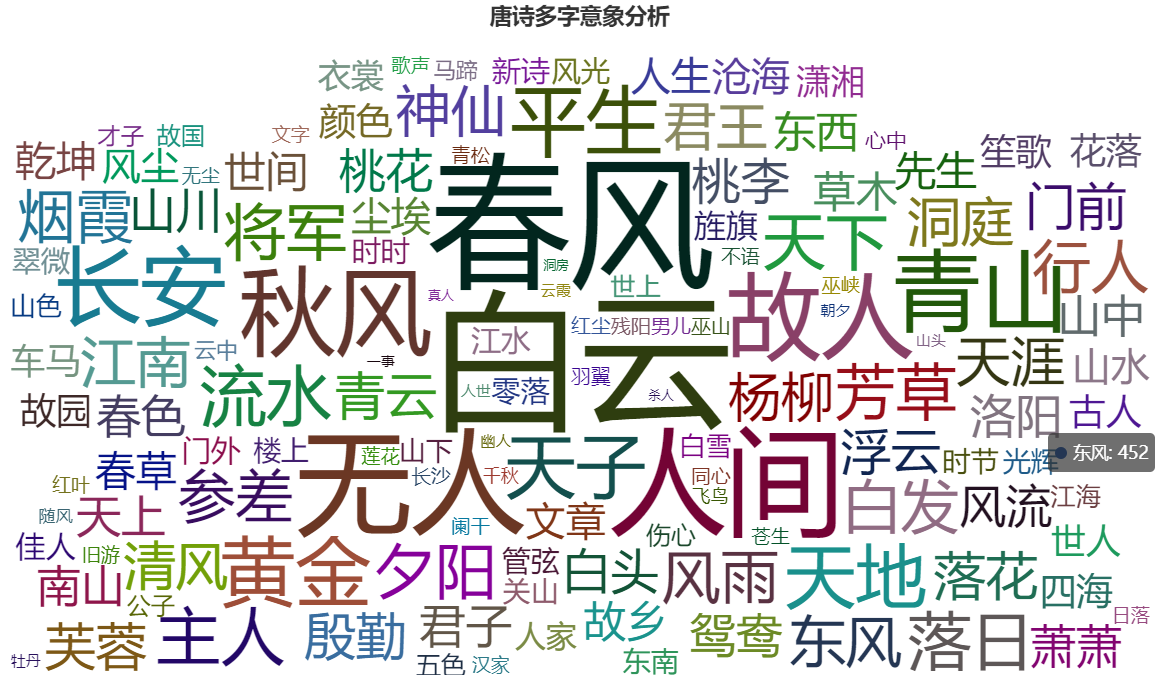 唐诗多字意象分析
衣裳
歌声
马蹄
新诗
风光
人生
沧海
潇湘
颜色
神仙
平生
君王
东西
心中
才子
故国
文字
乾坤
风尘
无尘
世间
桃花
青松
春风
桃李
草木
先生
笙歌
花落
烟霞
山川
将军
尘埃
时时
旌旗
天下
洞庭
门前
翠微
长安
秋风
不语
洞房
云霞
世上
故人
巫峡
朝夕
青山
行人
山色
真人
白云
江水
红尘
残阳
男儿
巫山
山头
山中
车马
江南
云中
一事
人世
零落
羽翼
杀人
天涯
山水
故园
春色
流水
青云
杨柳
芳草
洛阳
古人
门外
楼上
莲花
山下
幽人
白雪
浮云
时节
光辉
东风: 452
春草
参差
无人
长沙
千秋
天子
人间
同心
飞鸟
白发
风流
江海
红叶
随风
天上
阑干
文章
伤心
苍生
佳人
旧游
清风
黄金
夕阳
管弦
白头
风雨
天地
落花
世人
南山
公子
关山
四海
日落
芙蓉
主人
殷勤
君子
人家
故乡
鸳鸯
东风
落日
萧萧
牡丹
五色
汉家
东南